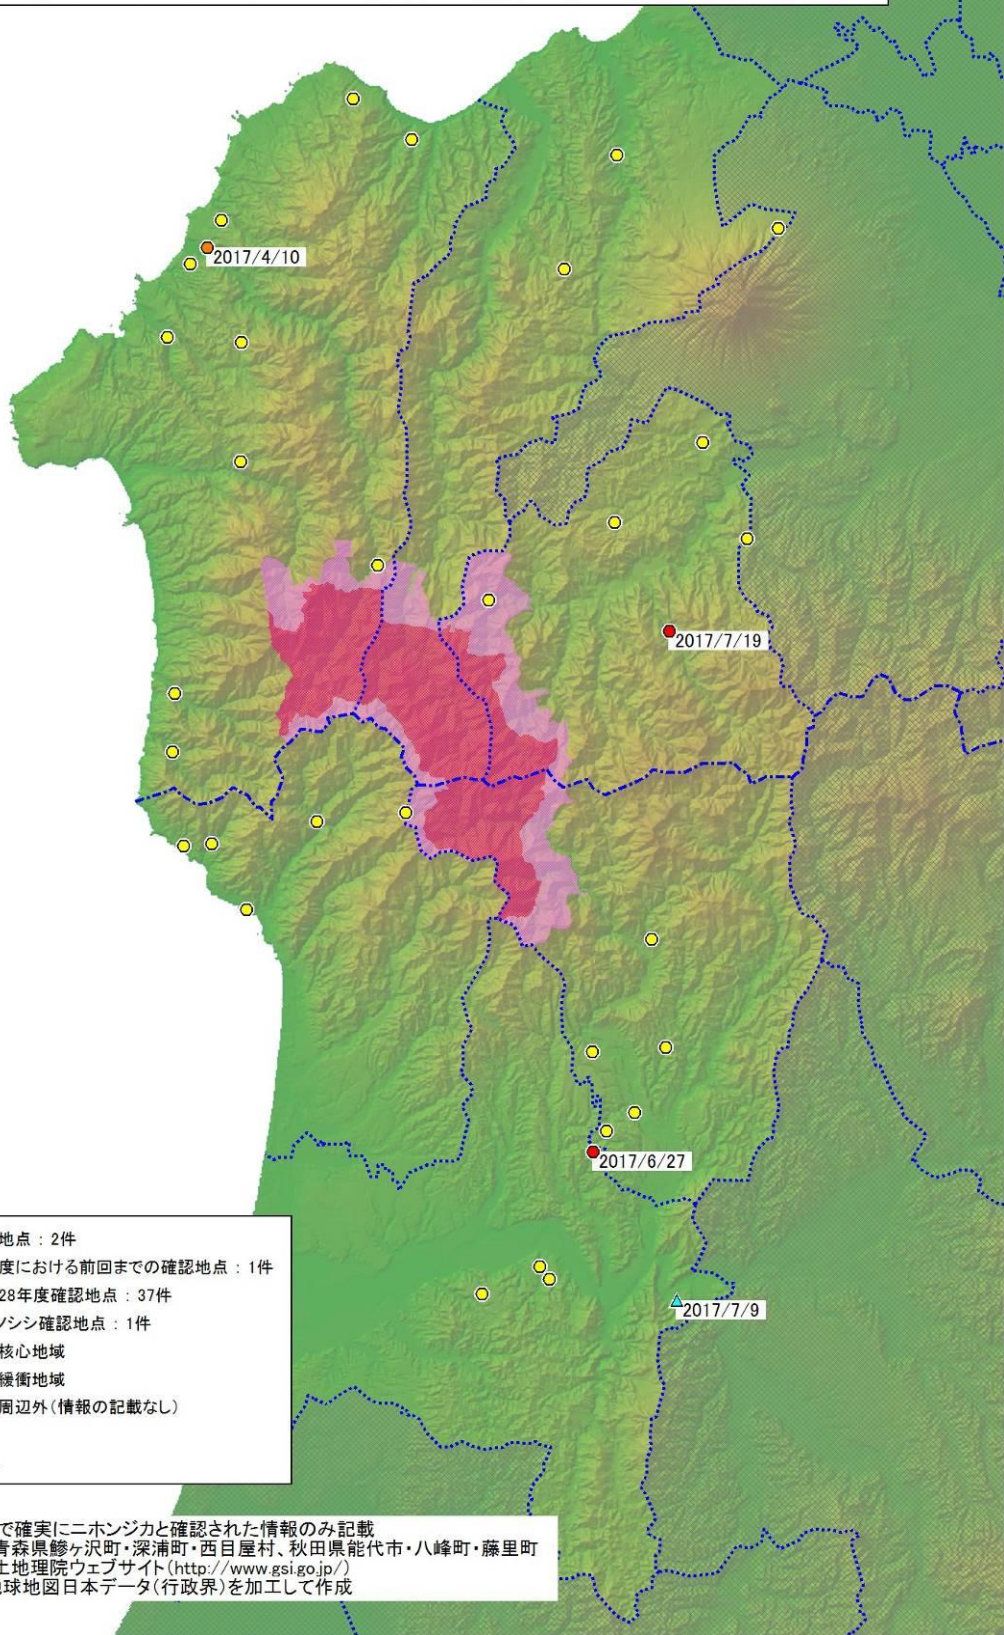 2017/4/10
2017/7/19
2017/6/27
2017/7/9
地点：2件
度における前回までの確認地点：1件
28年度確認地点：37件
ノシシ確認地点：1件
核心地域
緩衝地域
周辺外(情報の記載なし)
で確実にニホンジカと確認された情報のみ記載
青森県鰺ヶ沢町・深浦町・西目屋村、秋田県能代市・八峰町・藤里町
土地理院ウェブサイト(http://www.gsi.go.jp/)
球地図日本データ(行政界)を加工して作成